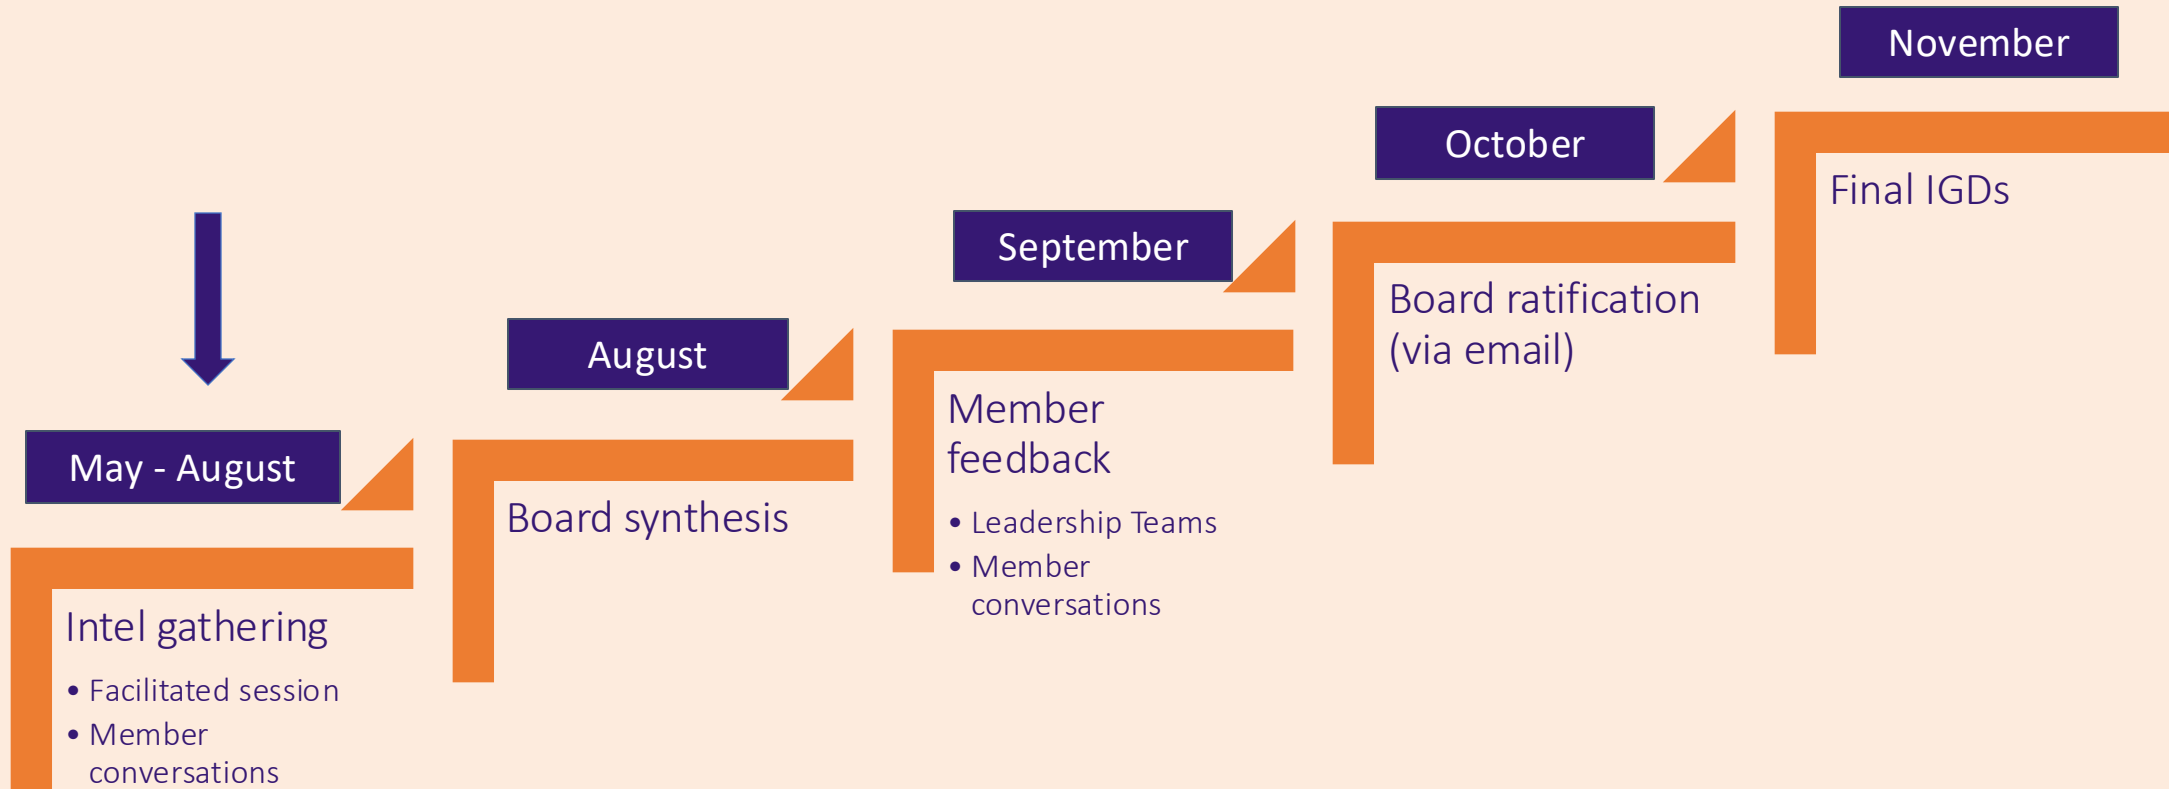 May - August
Intel gathering
• Facilitated session
• Member
conversations
August
Board synthesis
September
Member
feedback
• Leadership Teams
• Member
conversations
October
Board ratification
(via email)
November
Final IGDs